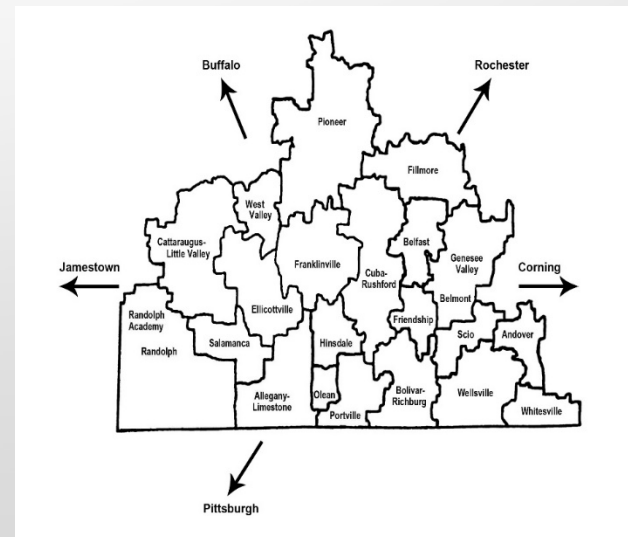 Buffalo
Rochester
Pioneer
Fillmore
West
Valley
Cattaraugus-
Little Valley
Franklinville
Belfast
Genesee
Valley
Jamestown
Cuba-
Rushford
Corning
Ellicottville
Belmont
Randolph
Academy
Randolph
Salamanca
Hinsdale
Friendship
Scio
Andover
Allegany-
Limestone
Olean
Portville
Bolivar-
Richburg
Wellsville
Whitesville
Pittsburgh